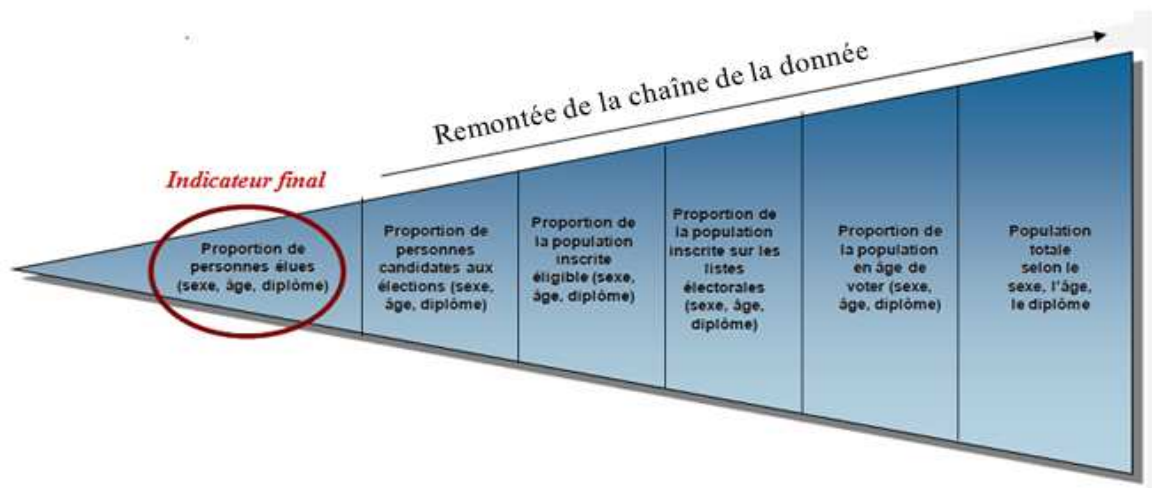 Remontée de la chaîne de la donnée
Indicateur final
Proportion de
personnes élues
(sexe, âge, diplôme)
Proportion de
personnes
candidates aux
élections (sexe,
âge, diplôme)
Proportion de
la population
inscrite
éligible (sexe,
âge, diplôme)
Proportion de
la population
inscrite sur les
listes
électorales
(sexe, âge,
diplôme)
Proportion de
la population
en âge de
voter (sexe,
âge, diplôme)
Population
totale
selon le
sexe, l'âge,
le diplôme